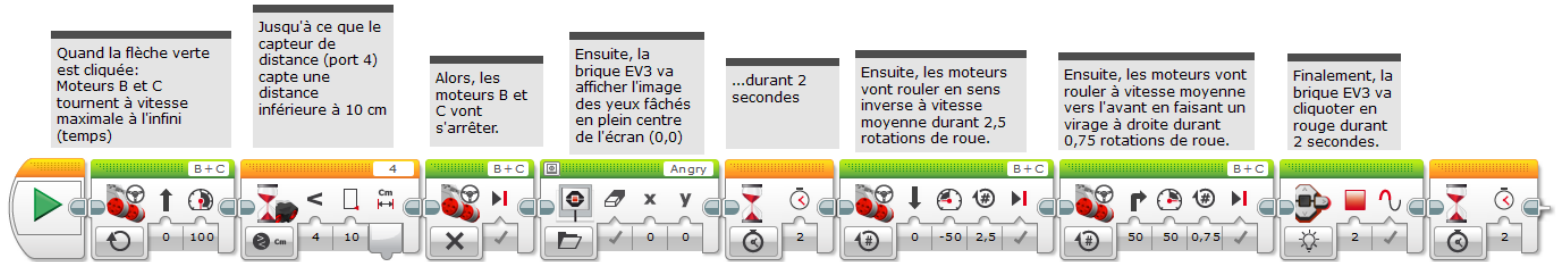 Quand la flèche verte
est cliquée:
Moteurs B et C
tournent à vitesse
maximale à l'infini
(temps)
Jusqu'à ce que le
capteur de
distance (port 4)
capte une
distance
inférieure à 10 cm
Alors, les
moteurs B et
C vont
s'arrêter.
Ensuite, la
brique EV3 va
afficher l'image
des yeux fâchés
en plein centre
de l'écran (0,0)
...durant 2
secondes
Ensuite, les moteurs
vont rouler en sens
inverse à vitesse
moyenne durant 2,5
rotations de roue.
Ensuite, les moteurs vont
rouler à vitesse moyenne
vers l'avant en faisant un
virage à droite durant
0,75 rotations de roue.
Finalement, la
brique EV3 va
cliquoter en
rouge durant
2 secondes.
B+C
0 100
4
< Cm
Cm 4 10
B+C
Angry
x y
0 0
2
B+C
#
# 0 -50 2,5
B+C
#
# 50 50 0,75
2
2